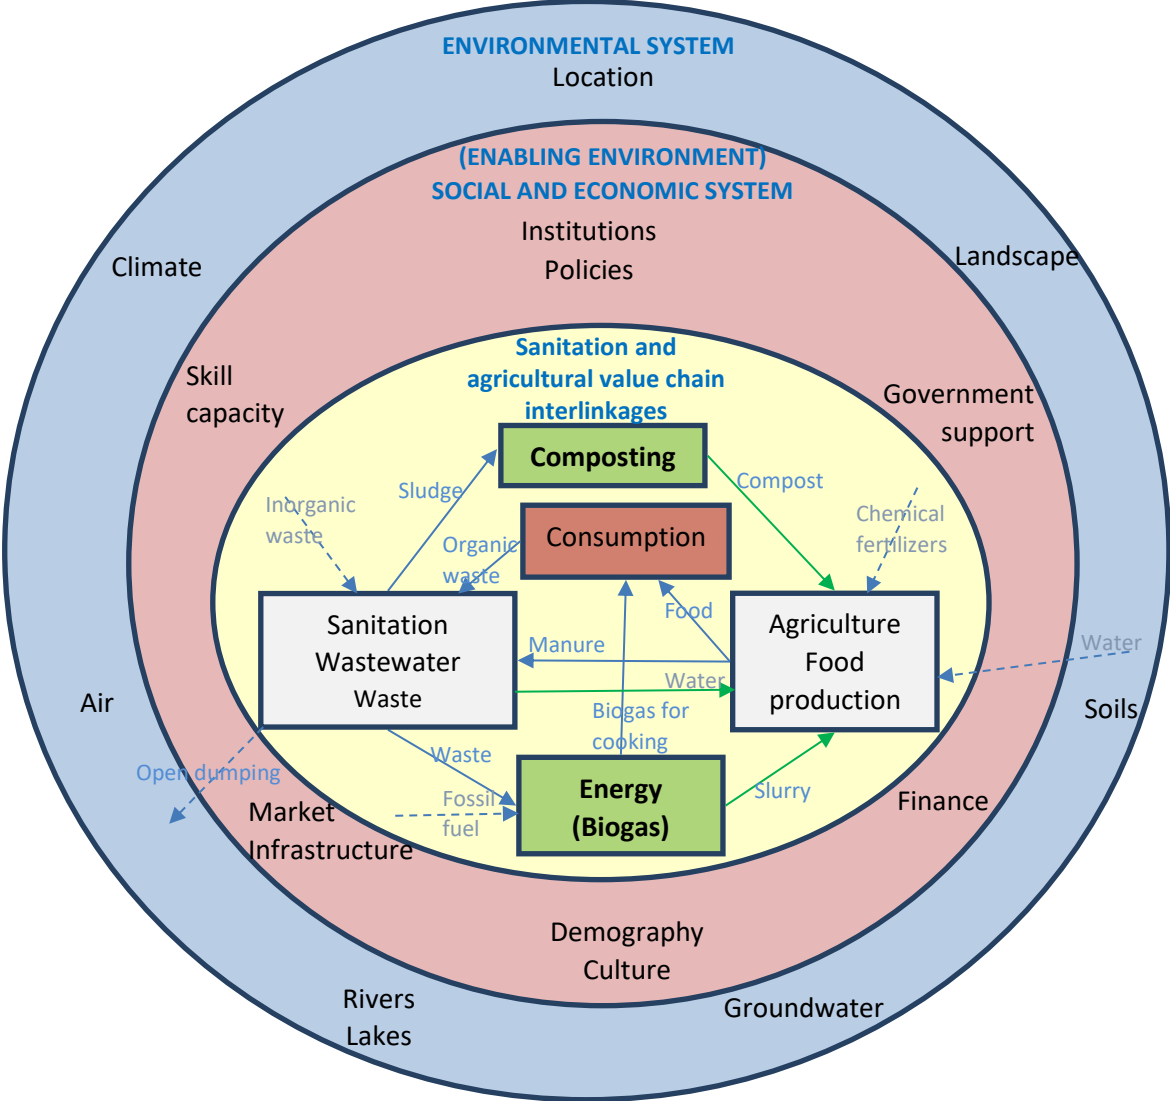 ENVIRONMENTAL SYSTEM
Location
(ENABLING ENVIRONMENT)
SOCIAL AND ECONOMIC SYSTEM
Institutions
Policies
Climate
Landscape
Skill
capacity
Government
support
Sanitation and
agricultural value chain
interlinkages
Composting
Sludge
Compost
Inorganic
waste
Chemical
fertilizers
Consumption
Organic
waste
Food
Sanitation
Wastewater
Waste
Agriculture
Food
production
Manure
Water
Water
Air
Soils
Biogas for
cooking
Waste
Open dumping
Energy
(Biogas)
Slurry
Fossil
fuel
Market
Infrastructure
Finance
Demography
Culture
Rivers
Lakes
Groundwater